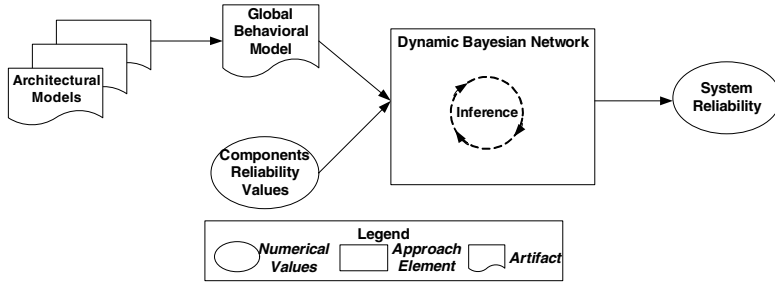 Architectural
Models
Global
Behavioral
Model
Components
Reliability
Values
Dynamic Bayesian Network
Inference
System
Reliability
Legend
Numerical
Values
Approach
Element
Artifact